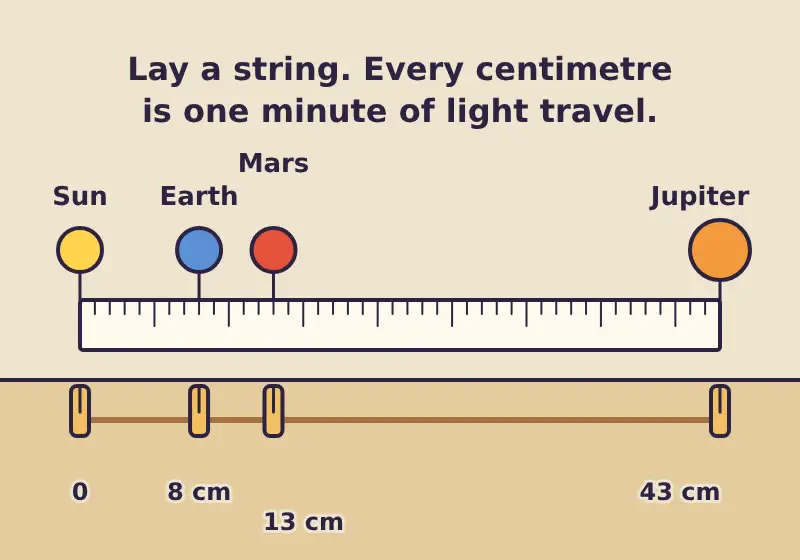 Lay a string. Every centimetre
is one minute of light travel.
Mars
Sun
Earth
Jupiter
0
8 cm
43 cm
13 cm